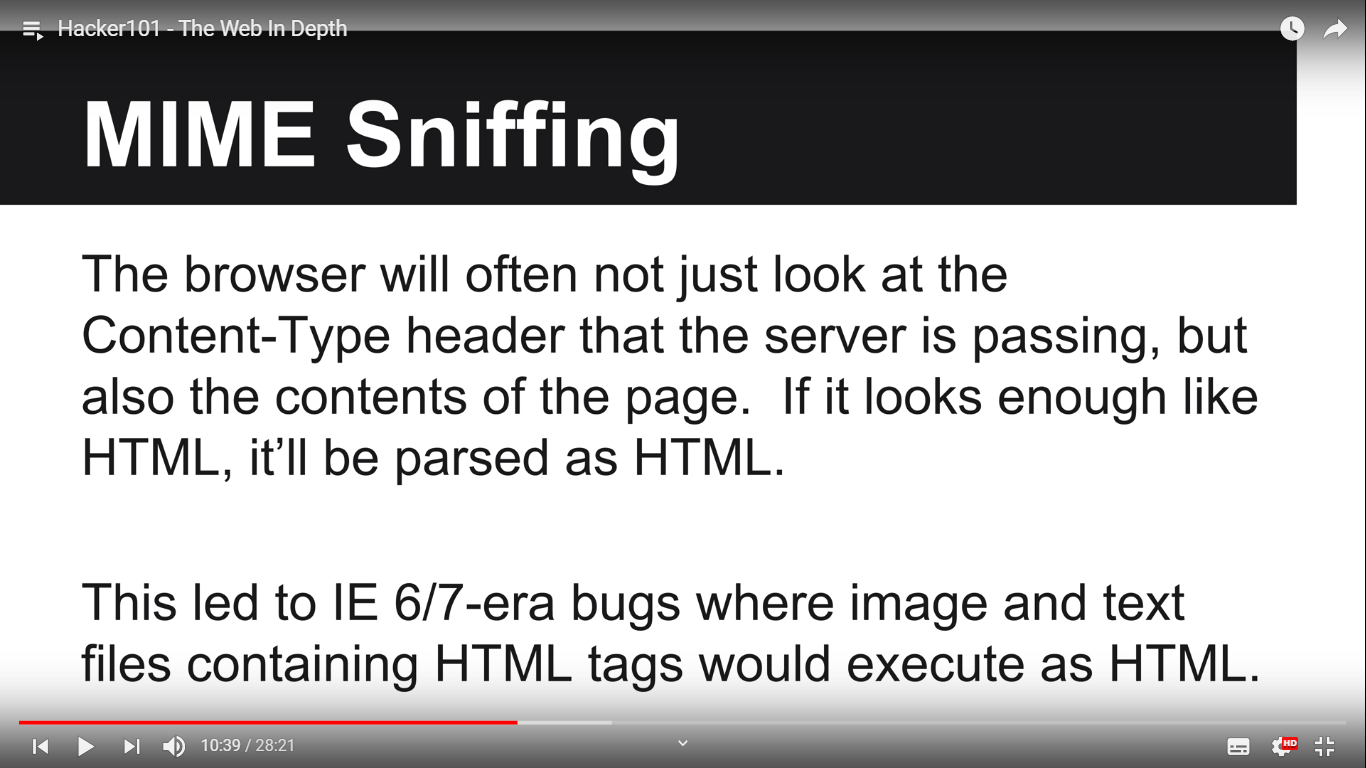 Hacker101 - The Web In Depth
MIME Sniffing
The browser will often not just look at the
Content-Type header that the server is passing, but
also the contents of the page.  If it looks enough like
HTML, it’ll be parsed as HTML.
This led to IE 6/7-era bugs where image and text
files containing HTML tags would execute as HTML.
10:39 / 28:21
HD